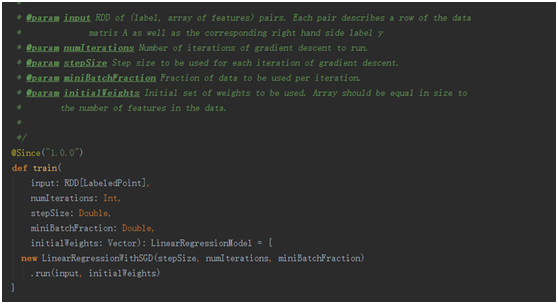 *
* @param input RDD of (label, array of features) pairs. Each pair describes a row of the data
* matrix A as well as the corresponding right hand side label y
* @param numIterations Number of iterations of gradient descent to run.
* @param stepSize Step size to be used for each iteration of gradient descent.
* @param miniBatchFraction Fraction of data to be used per iteration.
* @param initialWeights Initial set of weights to be used. Array should be equal in size to
* the number of features in the data.
*
*/
@Since("1.0.0")
def train(
input: RDD[LabeledPoint],
numIterations: Int,
stepSize: Double,
miniBatchFraction: Double,
initialWeights: Vector): LinearRegressionModel = {
new LinearRegressionWithSGD(stepSize, numIterations, miniBatchFraction)
.run(input, initialWeights)
}